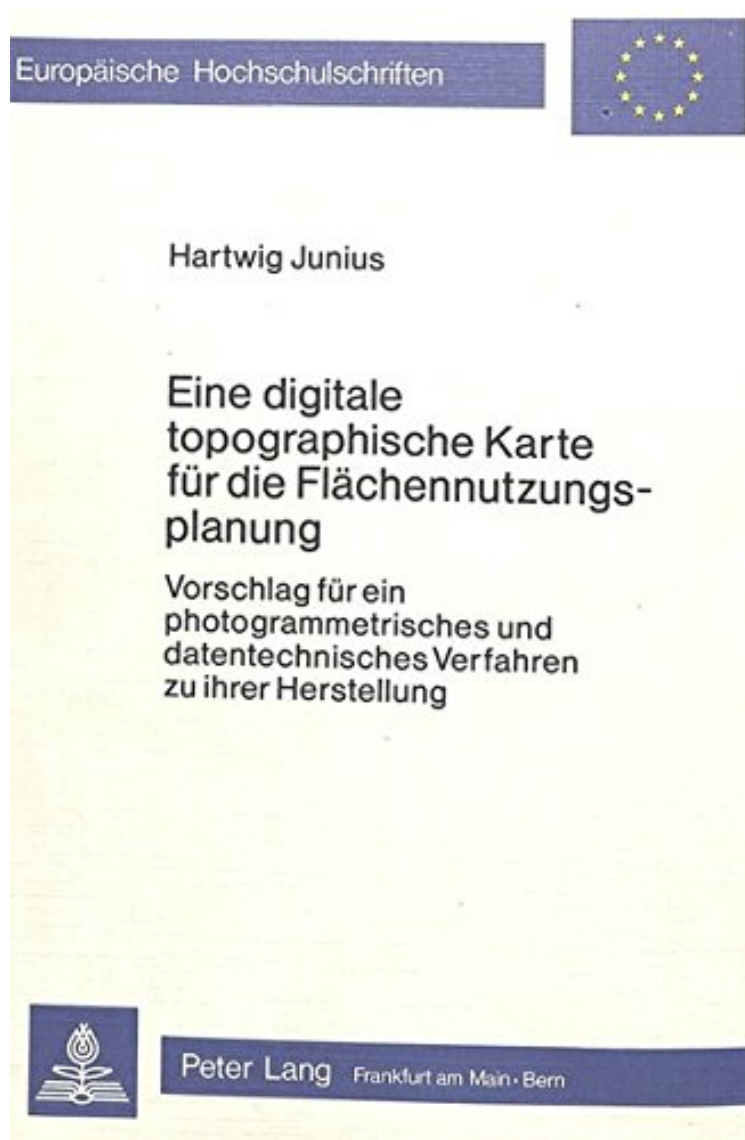 Europäische Hochschulschriften
Hartwig Junius
Eine digitale
topographische Karte
für die Flächennutzungs-
planung
Vorschlag für ein
photogrammetrisches und
datentechnisches Verfahren
zu ihrer Herstellung
Peter Lang Frankfurt am Main · Bern